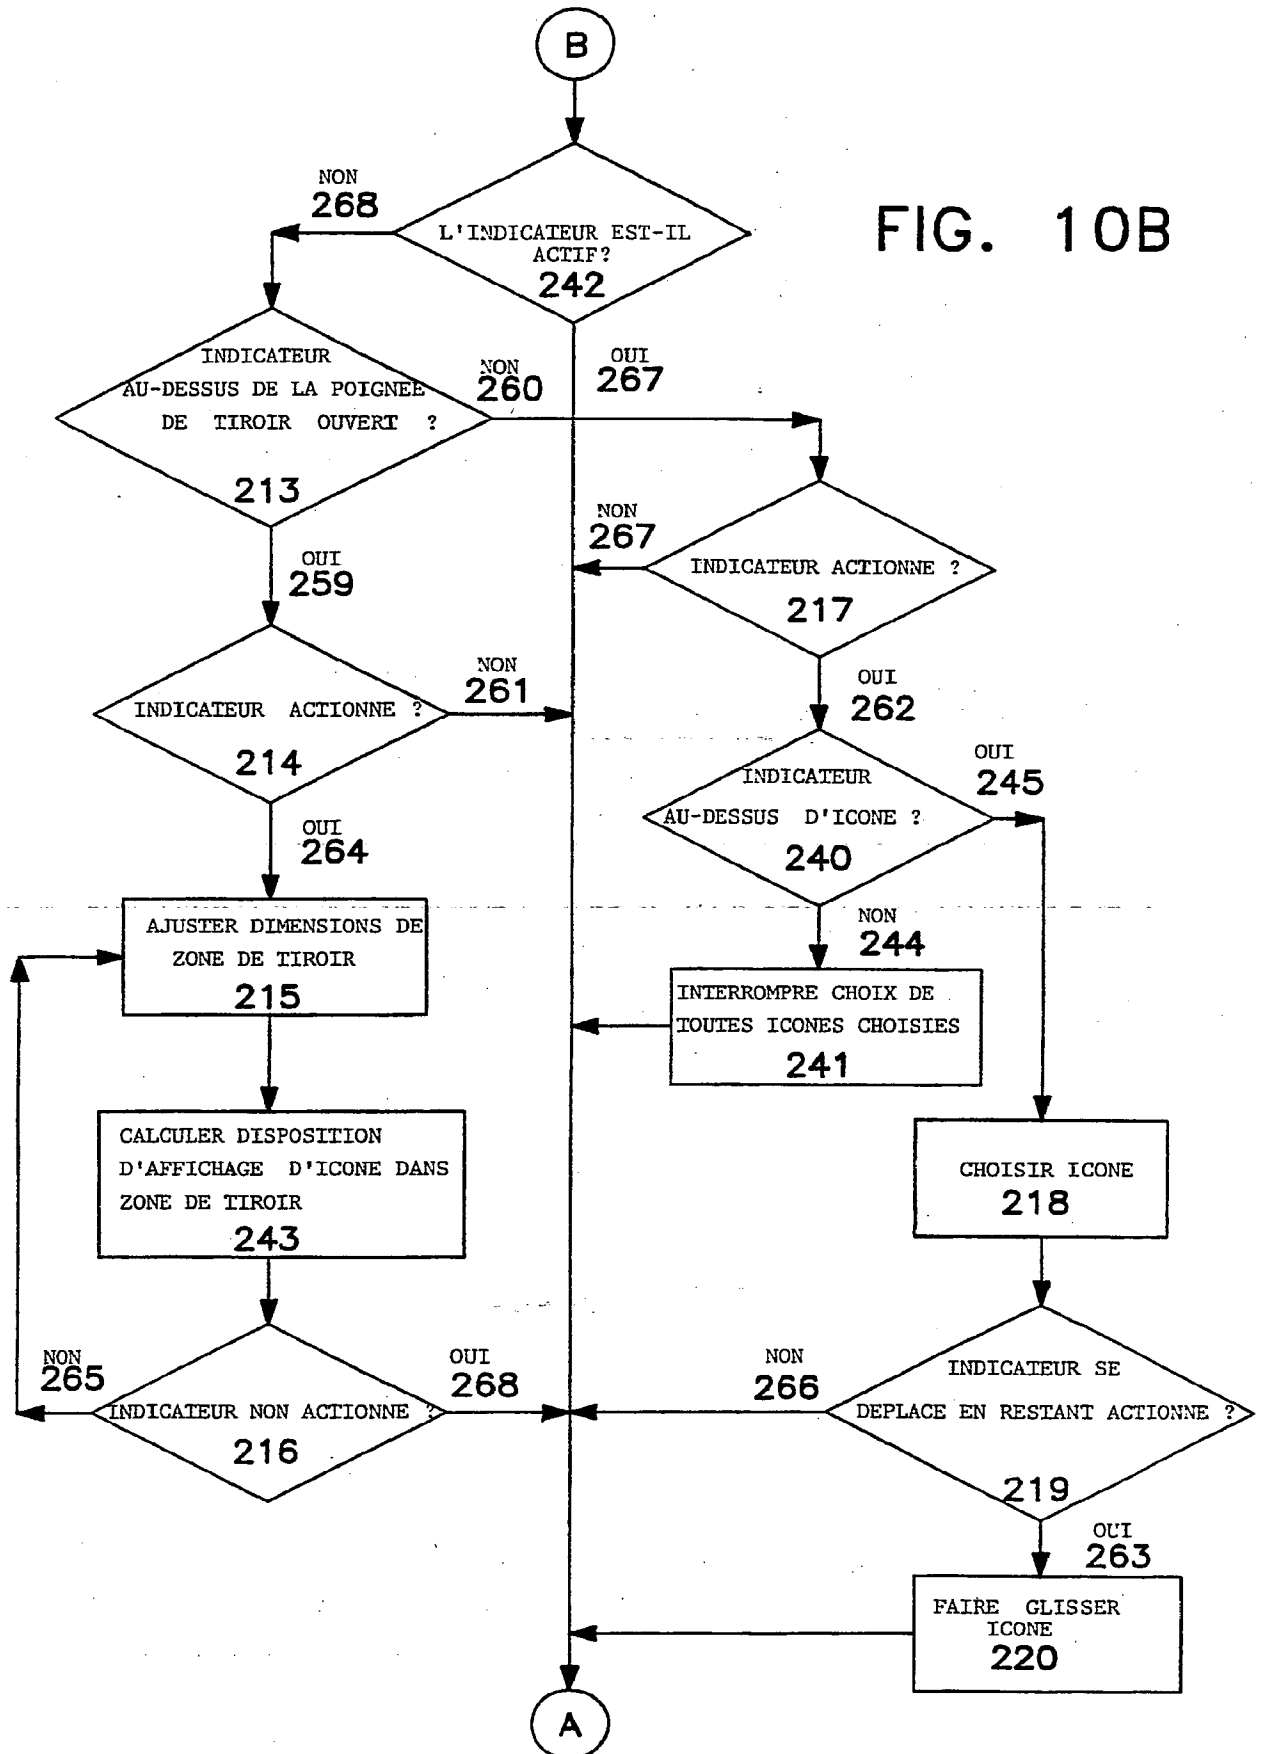 B
FIG. 10B
L'INDICATEUR EST-IL
ACTIF?
242
NON
268
OUI
267
INDICATEUR
AU-DESSUS DE LA POIGNEE
DE TIROIR OUVERT ?
213
NON
260
OUI
259
NON
267
INDICATEUR ACTIONNE ?
217
INDICATEUR ACTIONNE ?
214
NON
261
OUI
262
OUI
264
INDICATEUR
AU-DESSUS D'ICONE ?
240
OUI
245
NON
244
AJUSTER DIMENSIONS DE
ZONE DE TIROIR
215
INTERROMPRE CHOIX DE
TOUTES ICONES CHOISIES
241
CALCULER DISPOSITION
D'AFFICHAGE D'ICONE DANS
ZONE DE TIROIR
243
CHOISIR ICONE
218
NON
265
INDICATEUR NON ACTIONNE ?
216
OUI
268
NON
266
INDICATEUR SE
DEPLACE EN RESTANT ACTIONNE ?
219
OUI
263
FAIRE GLISSER
ICONE
220
A